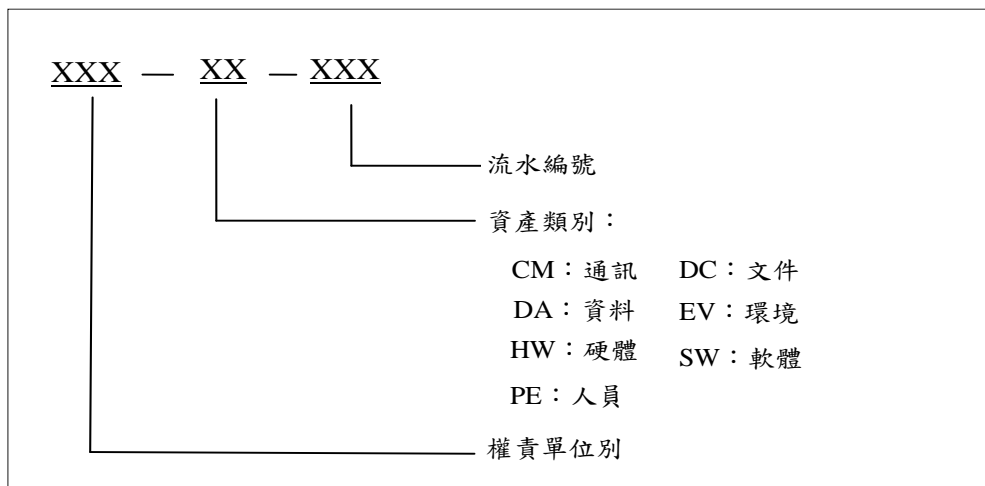 XXX — XX — XXX
流水編號
資產類別：
CM：通訊 DC：文件
DA：資料 EV：環境
HW：硬體 SW：軟體
PE：人員
權責單位別